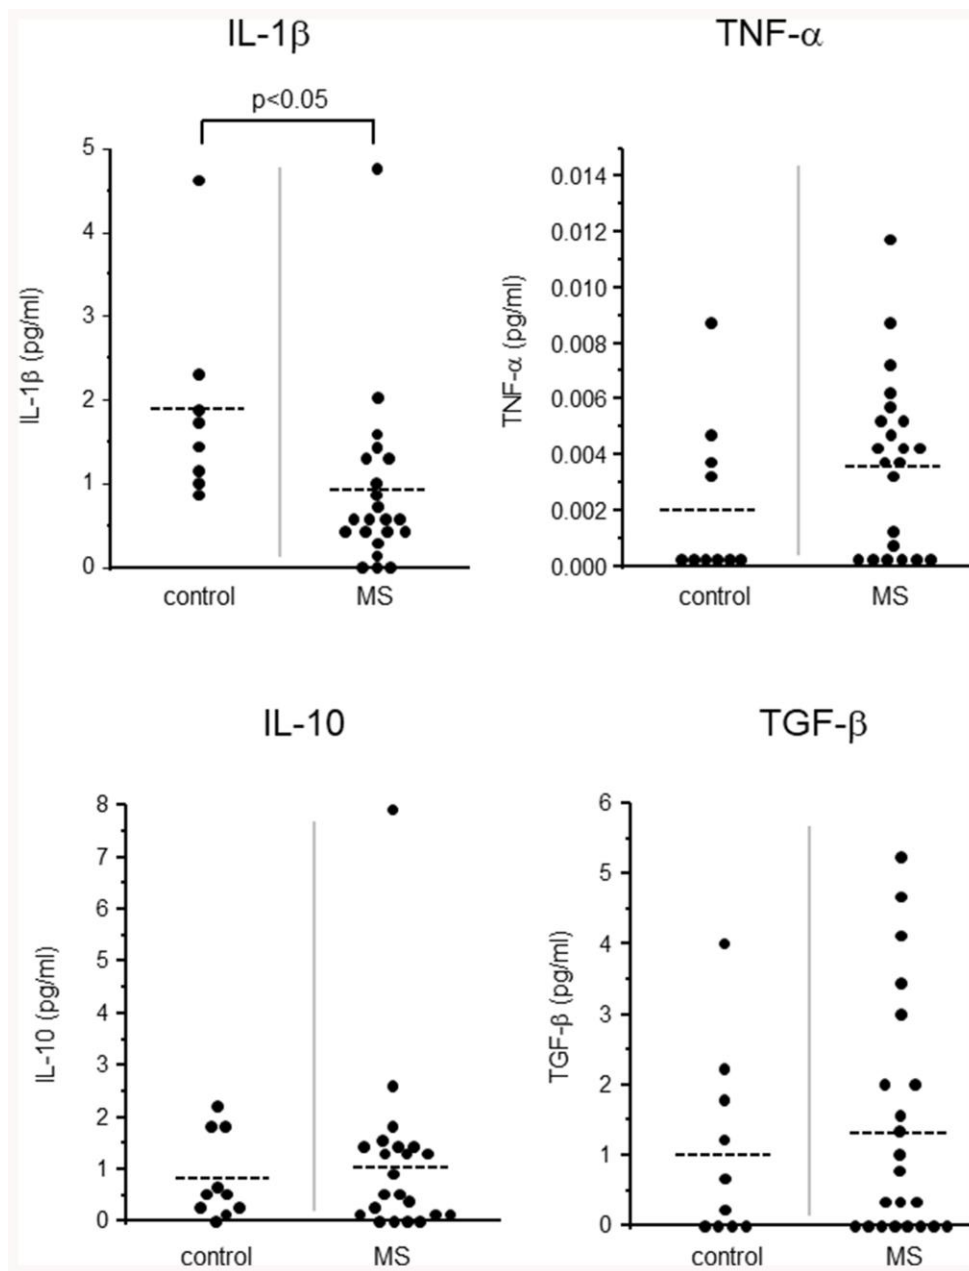 IL-1β
p<0.05
5
4
3
2
1
0
IL-1β (pg/ml)
control
MS
TNF-α
0.014
0.012
0.010
0.008
0.006
0.004
0.002
0.000
TNF-α (pg/ml)
control
MS
IL-10
8
7
6
5
4
3
2
1
0
IL-10 (pg/ml)
control
MS
TGF-β
6
5
4
3
2
1
0
TGF-β (pg/ml)
control
MS